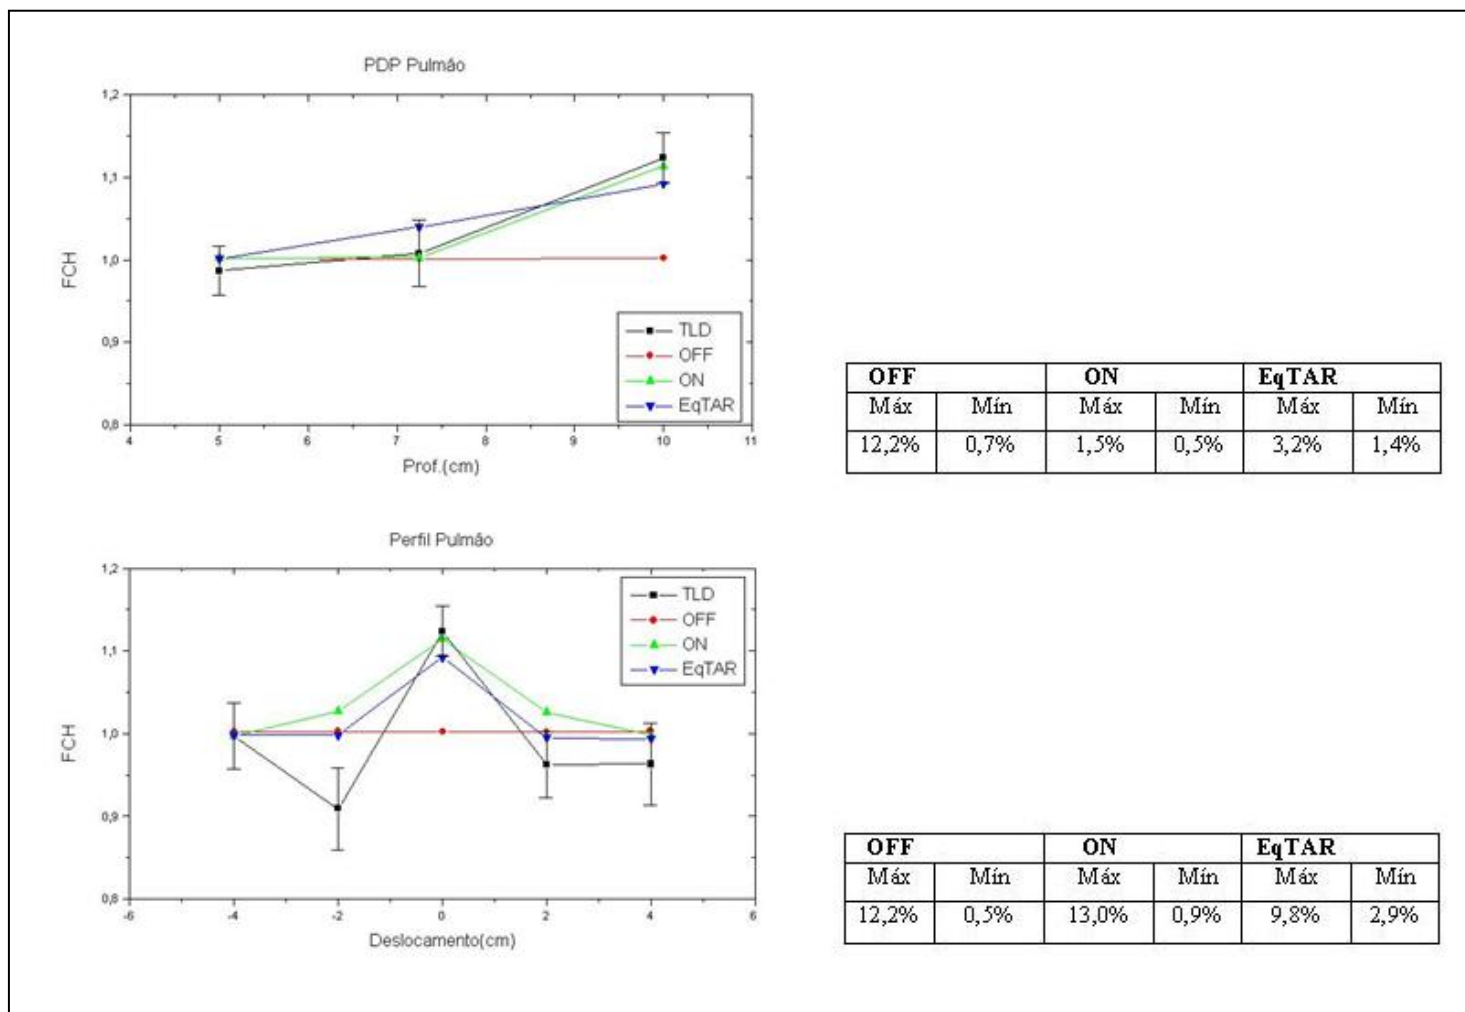 PDP Pulmão
1,2
1,1
1,0
0,9
0,8
FCH
TLD
OFF
ON
EqTAR
4 5 6 7 8 9 10 11
Prof.(cm)
OFF ON EqTAR
Máx Mín Máx Mín Máx Mín
12,2% 0,7% 1,5% 0,5% 3,2% 1,4%
Perfil Pulmão
1,2
1,1
1,0
0,9
0,8
FCH
TLD
OFF
ON
EqTAR
-6 -4 -2 0 2 4 6
Deslocamento(cm)
OFF ON EqTAR
Máx Mín Máx Mín Máx Mín
12,2% 0,5% 13,0% 0,9% 9,8% 2,9%